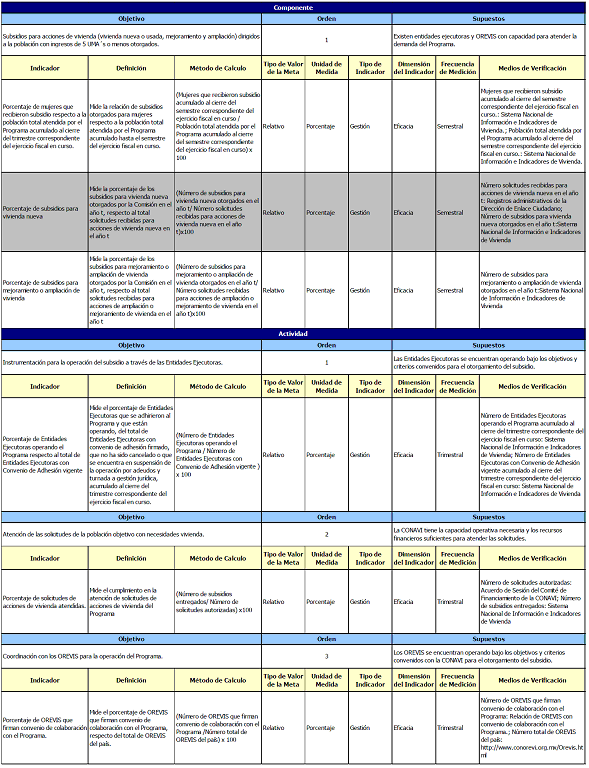 Componente
Objetivo Orden Supuestos
Subsidios para acciones de vivienda (vivienda nueva o usada, mejoramiento y ampliación) dirigidos
a la población con ingresos de 5 UMA´s o menos otorgados.
1
Existen entidades ejecutoras y OREVIS con capacidad para atender la
demanda del Programa.
Indicador Definición Método de Calculo Tipo de Valor de la Meta Unidad de Medida Tipo de Indicador Dimensión del Indicador Frecuencia de Medición Medios de Verificación
Porcentaje de mujeres que
recibieron subsidio respecto a la
población total atendida por el
Programa acumulado al cierre
del trimestre correspondiente
del ejercicio fiscal en curso.
Mide la relación de subsidios
otorgados para mujeres
respecto a la población total
atendida por el Programa
acumulado hasta el semestre
del ejercicio fiscal en curso.
(Mujeres que recibieron subsidio
acumulado al cierre del
semestre correspondiente del
ejercicio fiscal en curso /
Población total atendida por el
Programa acumulado al cierre
del semestre correspondiente
del ejercicio fiscal en curso) x
100
Relativo
Porcentaje
Gestión
Eficacia
Semestral
Mujeres que recibieron subsidio
acumulado al cierre del semestre
correspondiente del ejercicio fiscal en
curso.: Sistema Nacional de
Información e Indicadores de
Vivienda.; Población total atendida por
el Programa acumulado al cierre del
semestre correspondiente del ejercicio
fiscal en curso.: Sistema Nacional de
Información e Indicadores de Vivienda.
Porcentaje de subsidios para
vivienda nueva
Mide la porcentaje de los
subsidios para vivienda nueva
otorgados por la Comisión en el
año t, respecto al total
solicitudes recibidas para
acciones de vivienda nueva en
el año t
(Número de subsidios para
vivienda nueva otorgados en el
año t/ Número solicitudes
recibidas para acciones de
vivienda nueva en el año
t)x100
Relativo
Porcentaje
Gestión
Eficacia
Semestral
Número solicitudes recibidas para
acciones de vivienda nueva en el año
t: Registros administrativos de la
Dirección de Enlace Ciudadano;
Número de subsidios para vivienda
nueva otorgados en el año t:Sistema
Nacional de Información e Indicadores
de Vivienda
Porcentaje de subsidios para
mejoramiento o ampliación de
vivienda
Mide la porcentaje de los
subsidios para mejoramiento o
ampliación de vivienda
otorgados por la Comisión en el
año t, respecto al total
solicitudes recibidas para
acciones de ampliación o
mejoramiento de vivienda en el
año t
(Número de subsidios para
mejoramiento o ampliación de
vivienda otorgados en el año t/
Número solicitudes recibidas
para acciones de ampliación o
mejoramiento de vivienda en el
año t)x100
Relativo
Porcentaje
Gestión
Eficacia
Semestral
Número de subsidios para
mejoramiento o ampliación de vivienda
otorgados en el año t:Sistema Nacional
de Información e Indicadores de
Vivienda
Actividad
Objetivo Orden Supuestos
Instrumentación para la operación del subsidio a través de las Entidades Ejecutoras.
1
Las Entidades Ejecutoras se encuentran operando bajo los objetivos y
criterios convenidos para el otorgamiento del subsidio.
Indicador Definición Método de Calculo Tipo de Valor de la Meta Unidad de Medida Tipo de Indicador Dimensión del Indicador Frecuencia de Medición Medios de Verificación
Porcentaje de Entidades
Ejecutoras operando el
Programa respecto al total de
Entidades Ejecutoras con
Convenio de Adhesión vigente
Mide el porcentaje de Entidades
Ejecutoras que se adhirieron al
Programa y que están
operando, del total de
Entidades Ejecutoras con
convenio de adhesión firmado,
que no ha sido cancelado o que
se encuentra en suspensión de
la operación por adeudos y
turnada a gestión jurídica,
acumulado al cierre del
trimestre correspondiente del
ejercicio fiscal en curso.
(Número de Entidades
Ejecutoras operando el
Programa / Número de
Entidades Ejecutoras con
Convenio de Adhesión vigente )
x 100
Relativo
Porcentaje
Gestión
Eficacia
Trimestral
Número de Entidades Ejecutoras
operando el Programa acumulado al
cierre del trimestre correspondiente del
ejercicio fiscal en curso: Sistema
Nacional de Información e Indicadores
de Vivienda; Número de Entidades
Ejecutoras con Convenio de Adhesión
vigente acumulado al cierre del
trimestre correspondiente del ejercicio
fiscal en curso: Sistema Nacional de
Información e Indicadores de Vivienda
Objetivo Orden Supuestos
Atención de las solicitudes de la población objetivo con necesidades vivienda.
2
La CONAVI tiene la capacidad operativa necesaria y los recursos
financieros suficientes para atender las solicitudes.
Indicador Definición Método de Calculo Tipo de Valor de la Meta Unidad de Medida Tipo de Indicador Dimensión del Indicador Frecuencia de Medición Medios de Verificación
Porcentaje de solicitudes de
acciones de vivienda atendidas.
Mide el cumplimiento en la
atención de solicitudes de
acciones de vivienda del
Programa
(Número de subsidios
entregados/ Número de
solicitudes autorizadas) x100
Relativo
Porcentaje
Gestión
Eficacia
Trimestral
Número de solicitudes autorizadas:
Acuerdo de Sesión del Comité de
Financiamiento de la CONAVI; Número
de subsidios entregados: Sistema
Nacional de Información e Indicadores
de Vivienda
Objetivo Orden Supuestos
Coordinación con los OREVIS para la operación del Programa.
3
Los OREVIS se encuentran operando bajo los objetivos y criterios
convenidos con la CONAVI para el otorgamiento del subsidio.
Indicador Definición Método de Calculo Tipo de Valor de la Meta Unidad de Medida Tipo de Indicador Dimensión del Indicador Frecuencia de Medición Medios de Verificación
Porcentaje de OREVIS que
firman convenio de colaboración
con el Programa.
Mide el porcentaje de OREVIS
que firman convenio de
colaboración con el Programa,
respecto del total de OREVIS
del país.
(Número de OREVIS que firman
convenio de colaboración con el
Programa /Número total de
OREVIS del país) x 100
Relativo
Porcentaje
Gestión
Eficacia
Trimestral
Número de OREVIS que firman
convenio de colaboración con el
Programa: Relación de OREVIS con
convenio de colaboración con el
Programa.; Número total de OREVIS
del país:
http://www.conorevi.org.mx/Orevis.ht
ml